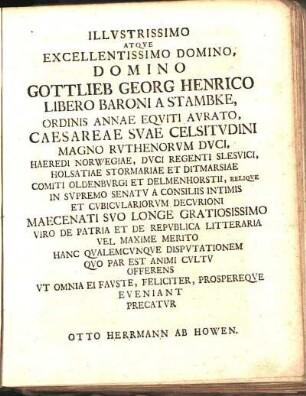 ILLVSTRISSIMO
ATQVE
EXCELLENTISSIMO DOMINO,
DOMINO
GOTTLIEB GEORG HENRICO
LIBERO BARONI A STAMBKE,
ORDINIS ANNAE EQVITI AVRATO,
CAESAREAE SVAE CELSITVDINI
MAGNO RVTHENORVM DVCI,
HAEREDI NORWEGIAE, DVCI REGENTI SLESVICI,
HOLSATIAE STORMARIAE ET DITMARSIAE
COMITI OLDENBVRGI ET DELMENHORSTII, RELIQVE
IN SVPREMO SENATV A CONSILIIS INTIMIS
ET CVBICVLARIORVM DECVRIONI
MAECENATI SVO LONGE GRATIOSISSIMO
VIRO DE PATRIA ET DE REPVBLICA LITTERARIA
VEL MAXIME MERITO
HANC QVALEMCVNQVE DISPVTATIONEM
QVO PAR EST ANIMI CVLTV
OFFERENS
VT OMNIA EI FAVSTE, FELICITER, PROSPEREQVE
EVENIANT
PRECATVR
OTTO HERRMANN AB HOWEN.